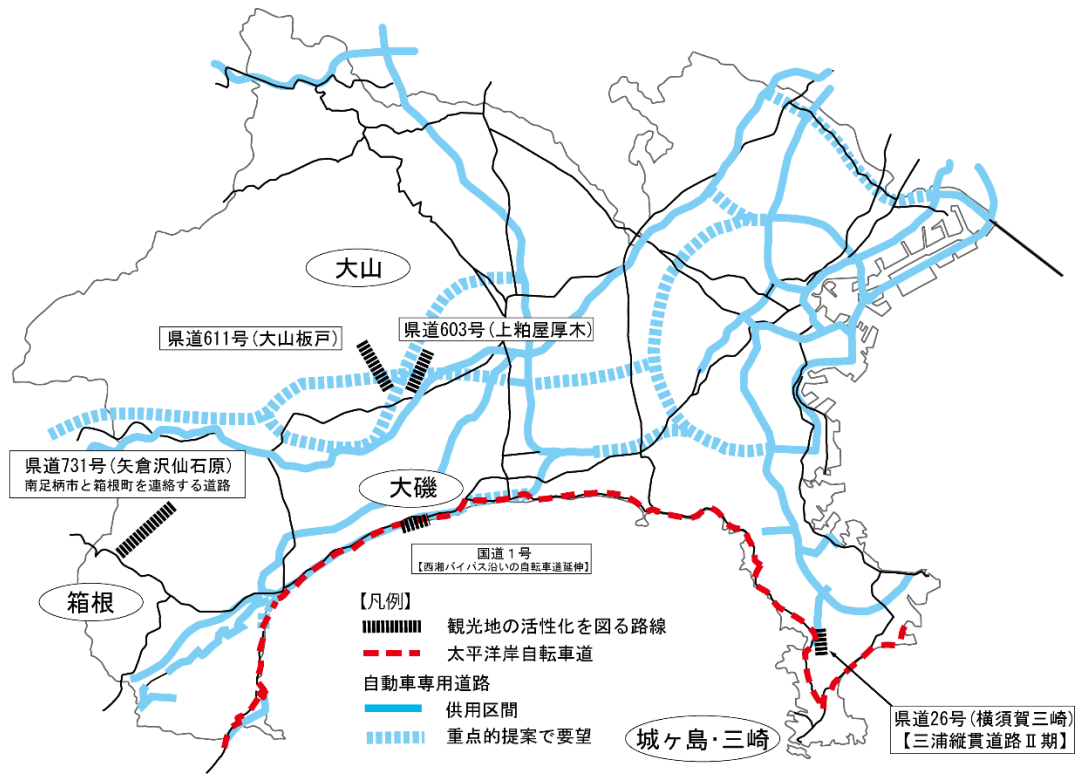 大山
県道603号(上粕屋厚木)
県道611号(大山板戸)
県道731号(矢倉沢仙石原)
南足柄市と箱根町を連絡する道路
大磯
国道1号
【西湘バイパス沿いの自転車道延伸】
箱根
【凡例】
観光地の活性化を図る路線
太平洋岸自転車道
自動車専用道路
供用区間
重点的提案で要望
城ヶ島・三崎
県道26号(横須賀三崎)
【三浦縦貫道路Ⅱ期】